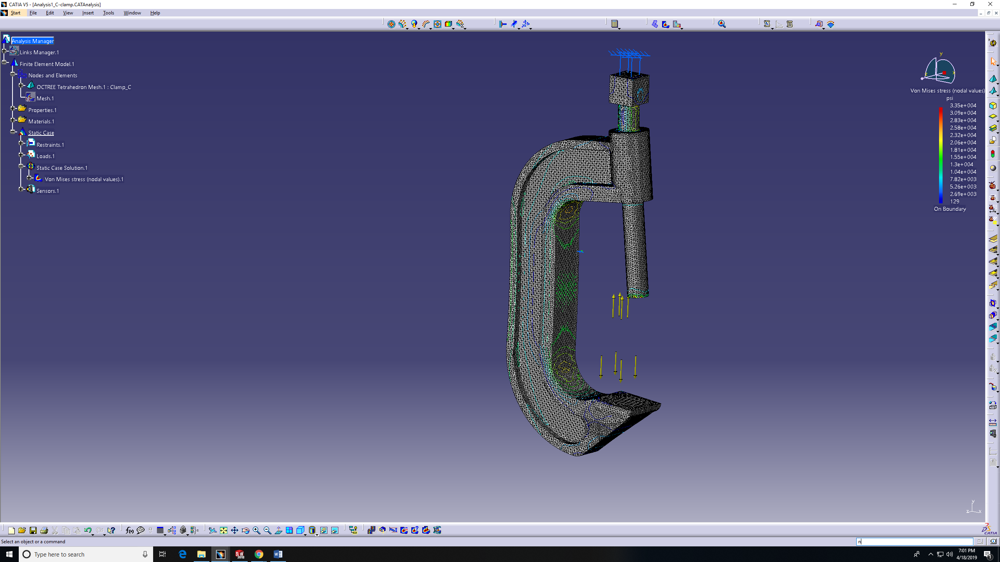 CATIA V5 - [Analysis1_C-clamp.CATAnalysis]
Start File Edit View Insert Tools Window Help
Analysis Manager
Links Manager.1
Finite Element Model.1
Nodes and Elements
OCTREE Tetrahedron Mesh.1 : Clamp_C
Mesh.1
Properties.1
Materials.1
Static Case
Restraints.1
Loads.1
Static Case Solution.1
Von Mises stress (nodal values).1
Sensors.1
y
z
x
Von Mises stress (nodal values)
psi
3.35e+004
3.09e+004
2.83e+004
2.58e+004
2.32e+004
2.06e+004
1.81e+004
1.55e+004
1.3e+004
1.04e+004
7.82e+003
5.26e+003
2.69e+003
129
On Boundary
y
z x
f(x)
DS CATIA
Select an object or a command
n
Type here to search
SW 2018
7:01 PM
4/18/2019
1